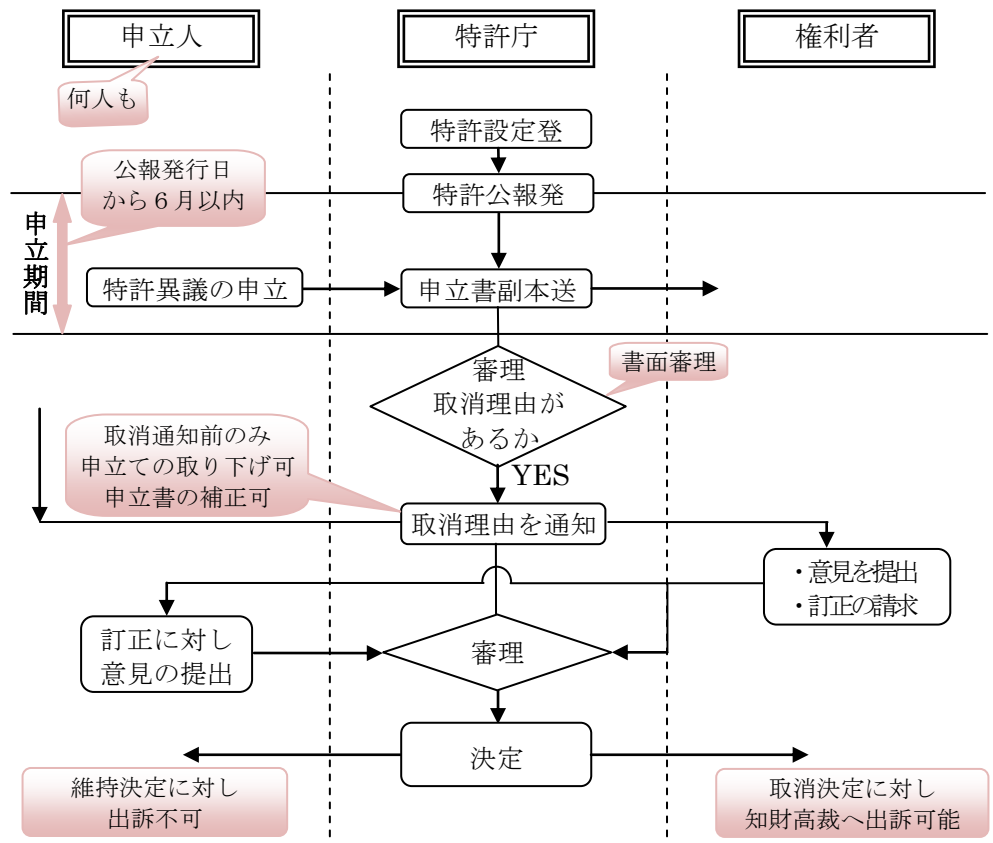 申立人
特許庁
権利者
何人も
特許設定登
公報発行日
から６月以内
特許公報発
申立期間
特許異議の申立
申立書副本送
審理
取消理由が
あるか
書面審理
YES
取消通知前のみ
申立ての取り下げ可
申立書の補正可
取消理由を通知
・意見を提出
・訂正の請求
訂正に対し
意見の提出
審理
決定
維持決定に対し
出訴不可
取消決定に対し
知財高裁へ出訴可能